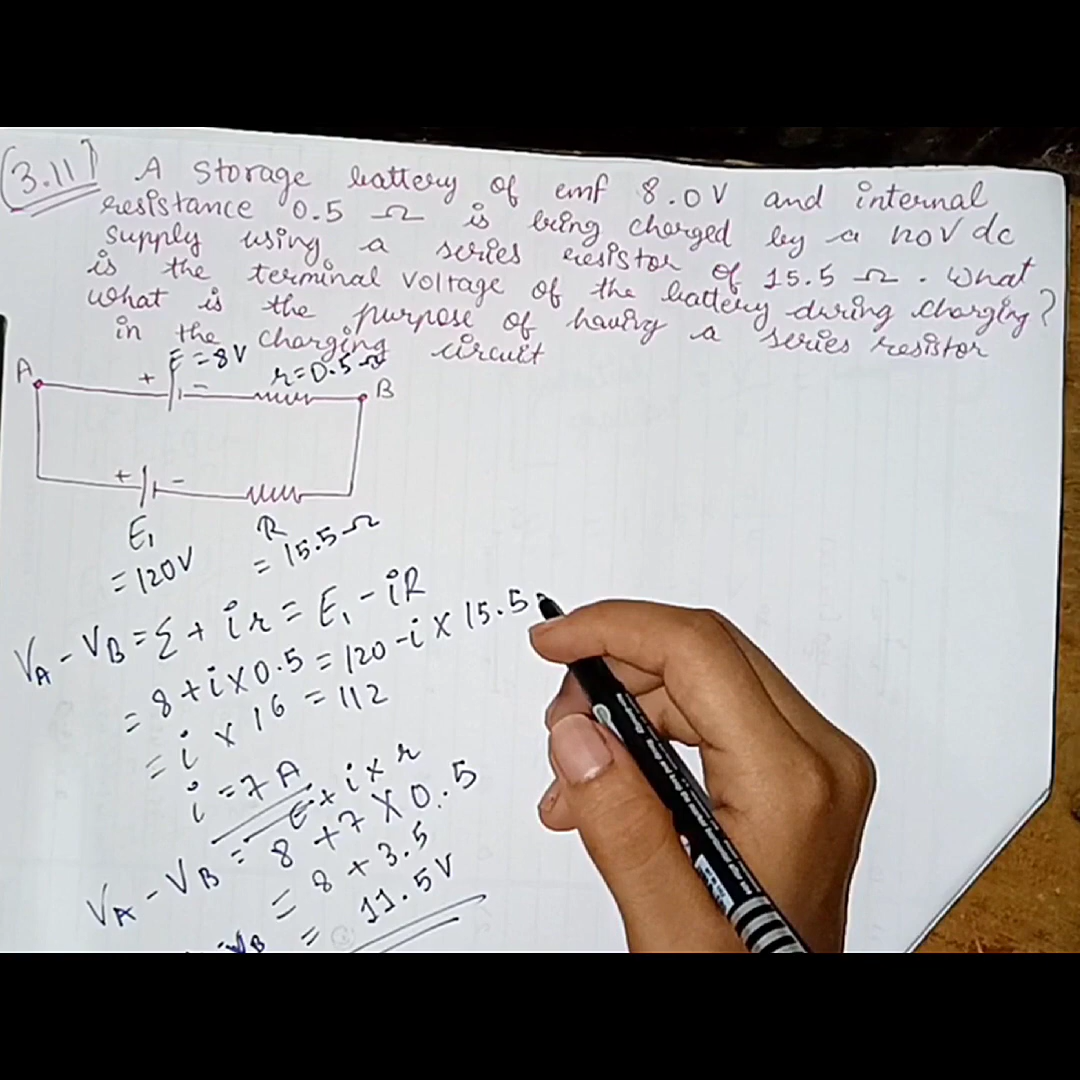 (3.11) A storage battery of emf 8.0V and internal
resistance 0.5 Ω is being charged by a 120V dc
supply using a series resistor of 15.5 Ω. What
is the terminal voltage of the battery during charging?
what is the purpose of having a series resistor
in the charging circuit
E = 8V
r = 0.5 Ω
A
+
-
B
+
-
E₁
= 120V
R
= 15.5 Ω
V_A - V_B = Σ + ir = E₁ - iR
= 8 + i x 0.5 = 120 - i x 15.5
= i x 16 = 112
i = 7 A
V_A - V_B = E + i x r
8 + 7 x 0.5
= 8 + 3.5
= 11.5V